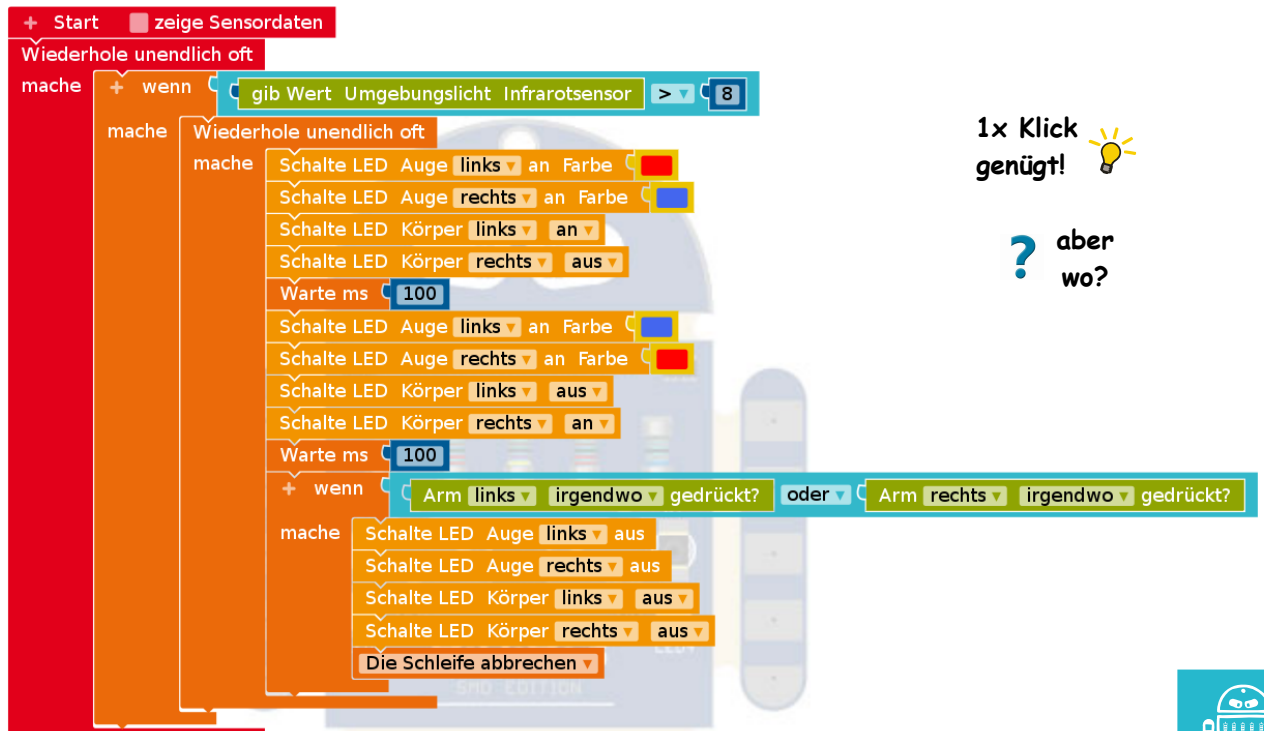 + Start zeige Sensordaten
Wiederhole unendlich oft
mache + wenn gib Wert Umgebungslicht Infrarotsensor > 8
mache Wiederhole unendlich oft
mache Schalte LED Auge links an Farbe
Schalte LED Auge rechts an Farbe
Schalte LED Körper links an
Schalte LED Körper rechts aus
Warte ms 100
Schalte LED Auge links an Farbe
Schalte LED Auge rechts an Farbe
Schalte LED Körper links aus
Schalte LED Körper rechts an
Warte ms 100
+ wenn Arm links irgendwo gedrückt? oder Arm rechts irgendwo gedrückt?
mache Schalte LED Auge links aus
Schalte LED Auge rechts aus
Schalte LED Körper links aus
Schalte LED Körper rechts aus
Die Schleife abbrechen
SMD EDITION
1x Klick
genügt!
? aber
wo?